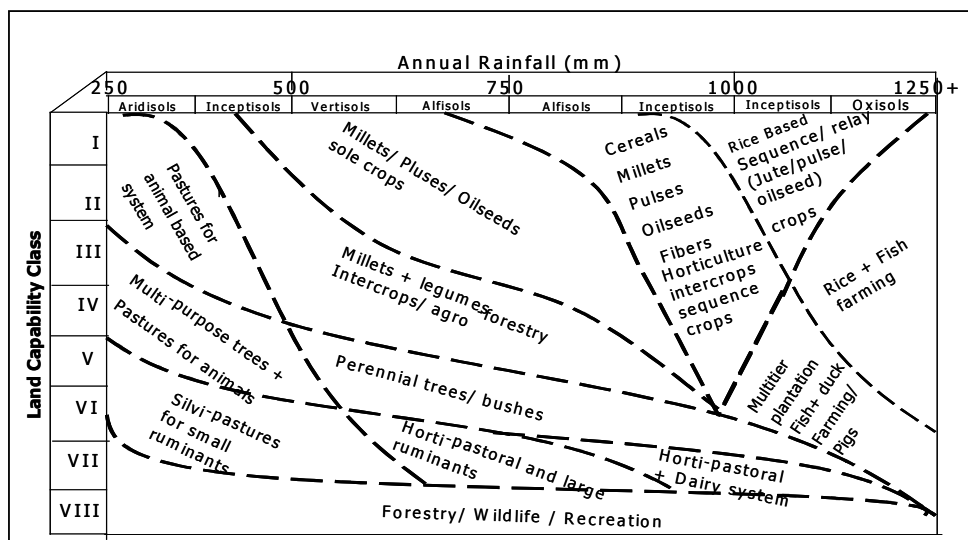 Annual Rainfall (mm)
250 500 750 1000 1250+
Aridisols Inceptisols Vertisols Alfisols Alfisols Inceptisols Inceptisols Oxisols
Land Capability Class
I
II
III
IV
V
VI
VII
VIII
Pastures for
animal based
system
Millets/ Pluses/ Oilseeds
sole crops
Cereals
Millets
Pulses
Oilseeds
Fibers
Horticulture
intercrops
sequence
crops
Rice Based
Sequence/ relay
(Jute/pulse/
oilseed)
crops
Rice + Fish
farming
Millets + legumes
Intercrops/ agro forestry
Multi-purpose trees +
Pastures for animals
Perennial trees/ bushes
Multitier
plantation
Fish+ duck
Farming/
Pigs
Silvi-pastures
for small
ruminants
Horti-pastoral and large
ruminants
Horti-pastoral
+ Dairy system
Forestry/ Wildlife / Recreation